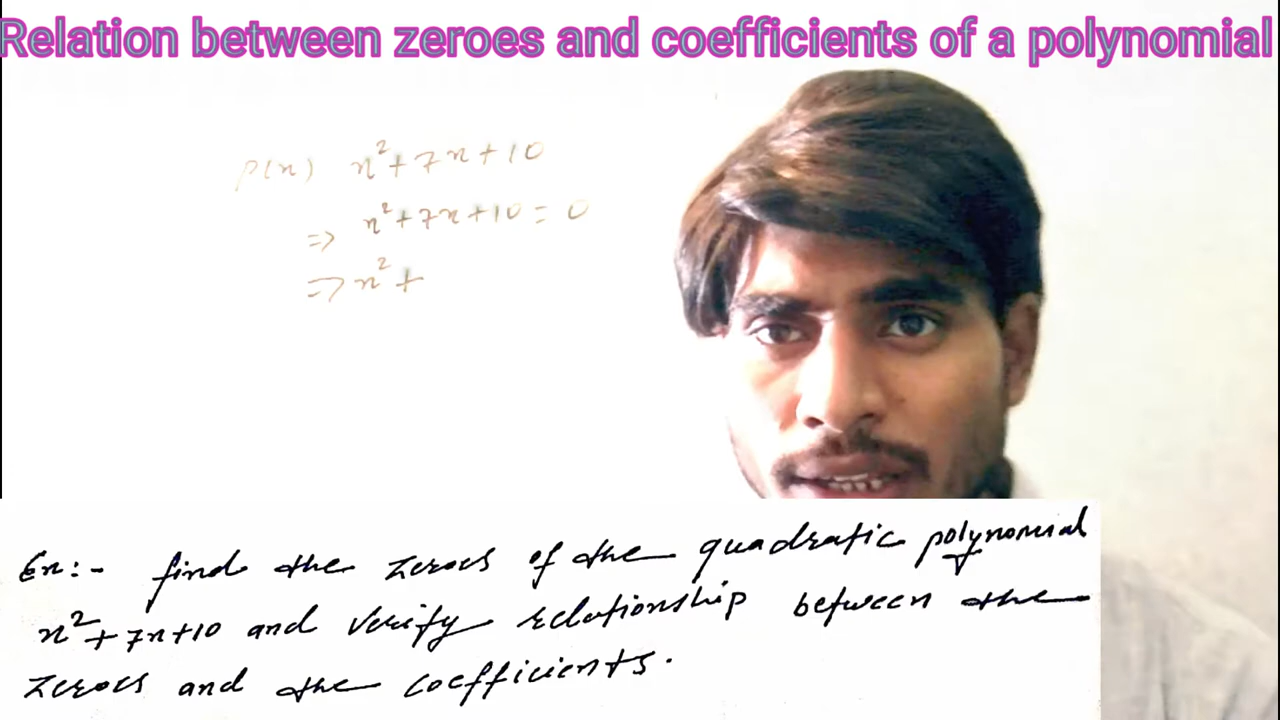 Relation between zeroes and coefficients of a polynomial
P(x) x²+7x+10
=> x²+7x+10=0
=> x²+
Ex:- find the zeroes of the quadratic polynomial
x²+7x+10 and verify relationship between the
zeroes and the coefficients.